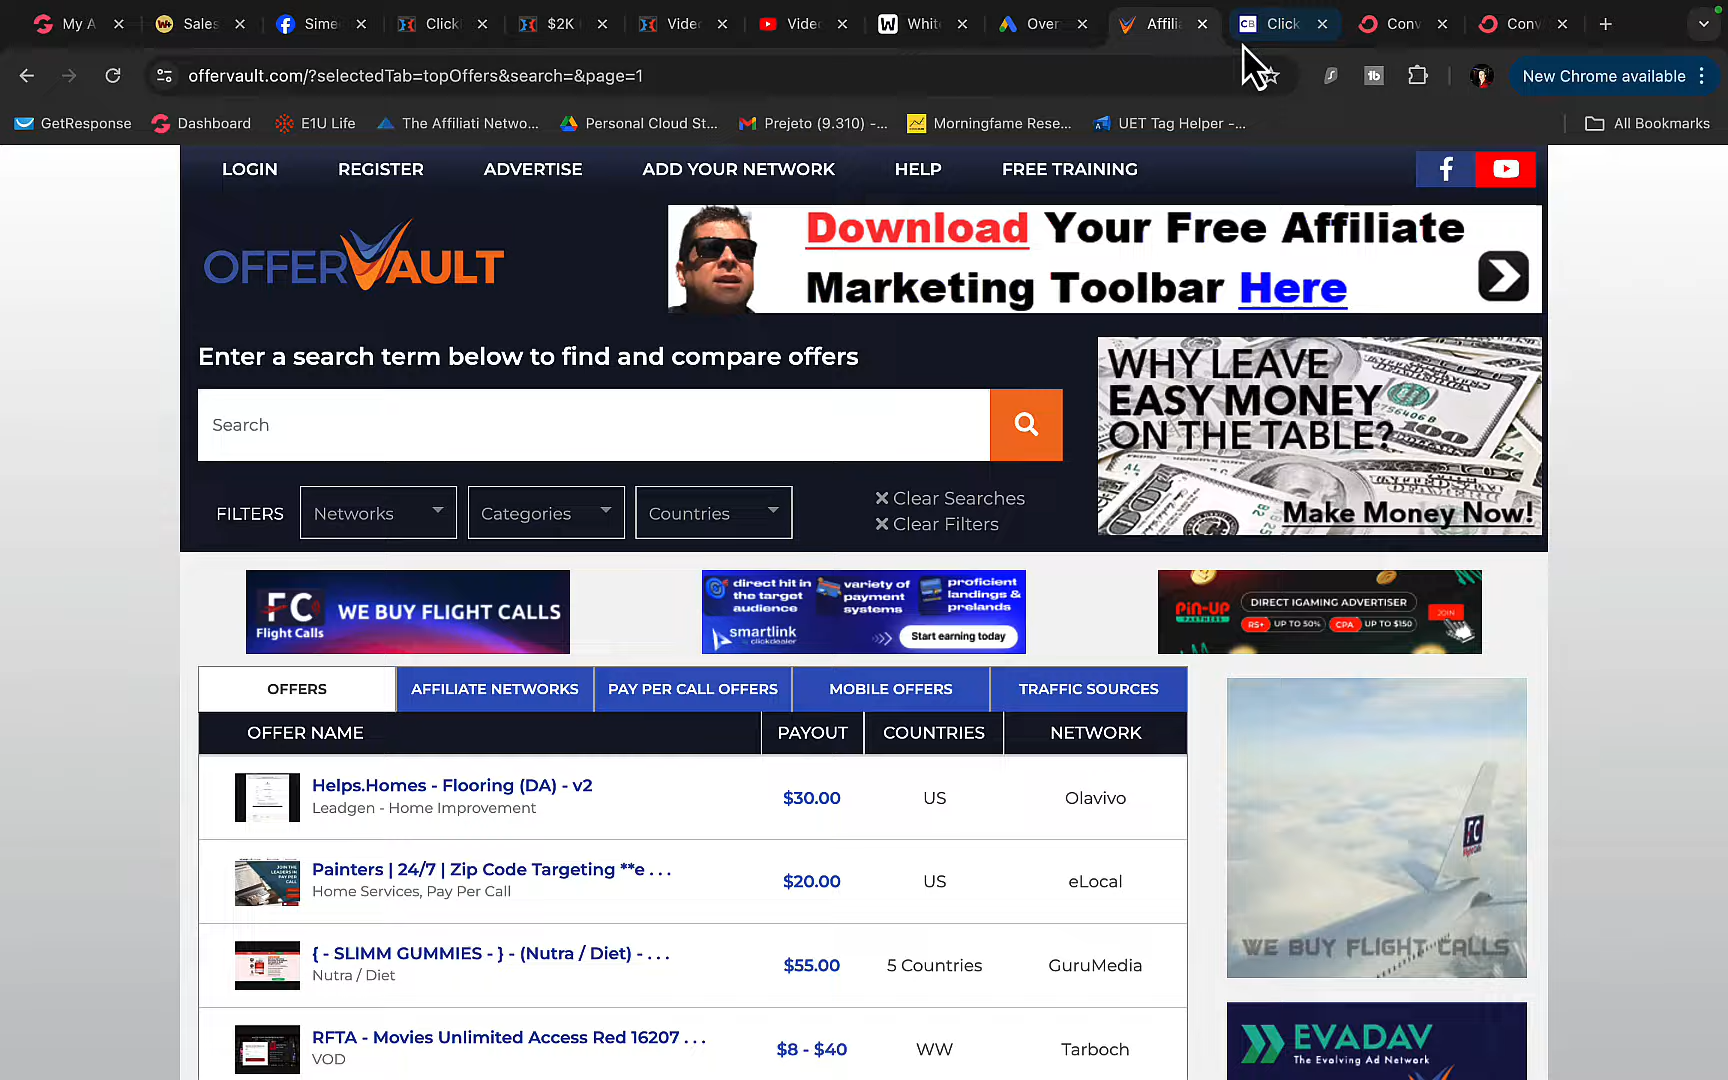 My A
Sales
Sime
Click
$2K
Vide
Vide
Whit
Over
Affili
Click
Conv
Conv
offervault.com/?selectedTab=topOffers&search=&page=1
New Chrome available
GetResponse
Dashboard
E1U Life
The Affiliati Netwo...
Personal Cloud St...
Prejeto (9.310) -...
Morningfame Rese...
UET Tag Helper -...
All Bookmarks
LOGIN
REGISTER
ADVERTISE
ADD YOUR NETWORK
HELP
FREE TRAINING
OFFERVAULT
Download Your Free Affiliate
Marketing Toolbar Here
Enter a search term below to find and compare offers
Search
FILTERS
Networks
Categories
Countries
Clear Searches
Clear Filters
WHY LEAVE
EASY MONEY
ON THE TABLE?
Make Money Now!
FC
Flight Calls
WE BUY FLIGHT CALLS
direct hit in
the target
audience
variety of
payment
systems
proficient
landings &
prelands
smartlink
clickdealer
Start earning today
PIN-UP
PARTNERS
DIRECT IGAMING ADVERTISER
RS+ UP TO 50%
CPA UP TO $150
JOIN
OFFERS
AFFILIATE NETWORKS
PAY PER CALL OFFERS
MOBILE OFFERS
TRAFFIC SOURCES
OFFER NAME
PAYOUT
COUNTRIES
NETWORK
Helps.Homes - Flooring (DA) - v2
Leadgen - Home Improvement
$30.00
US
Olavivo
Painters | 24/7 | Zip Code Targeting **e . . .
Home Services, Pay Per Call
$20.00
US
eLocal
{ - SLIMM GUMMIES - } - (Nutra / Diet) - . . .
Nutra / Diet
$55.00
5 Countries
GuruMedia
RFTA - Movies Unlimited Access Red 16207 . . .
VOD
$8 - $40
WW
Tarboch
FC
WE BUY FLIGHT CALLS
EVADAV
The Evolving Ad Network